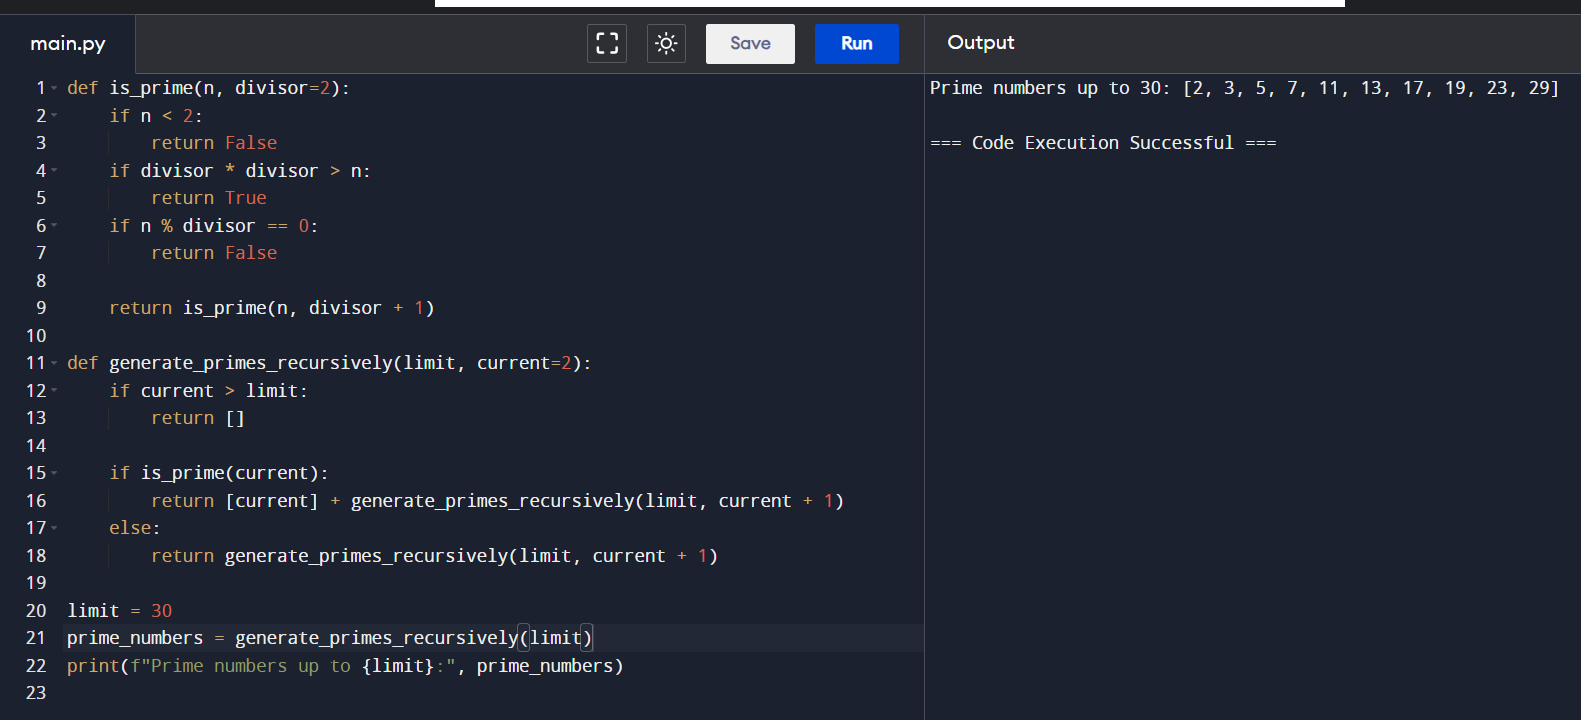 main.py
Save
Run
Output
1 def is_prime(n, divisor=2):
2     if n < 2:
3         return False
4     if divisor * divisor > n:
5         return True
6     if n % divisor == 0:
7         return False
8
9     return is_prime(n, divisor + 1)
10
11 def generate_primes_recursively(limit, current=2):
12     if current > limit:
13         return []
14
15     if is_prime(current):
16         return [current] + generate_primes_recursively(limit, current + 1)
17     else:
18         return generate_primes_recursively(limit, current + 1)
19
20 limit = 30
21 prime_numbers = generate_primes_recursively(limit)
22 print(f"Prime numbers up to {limit}:", prime_numbers)
23
Prime numbers up to 30: [2, 3, 5, 7, 11, 13, 17, 19, 23, 29]
=== Code Execution Successful ===